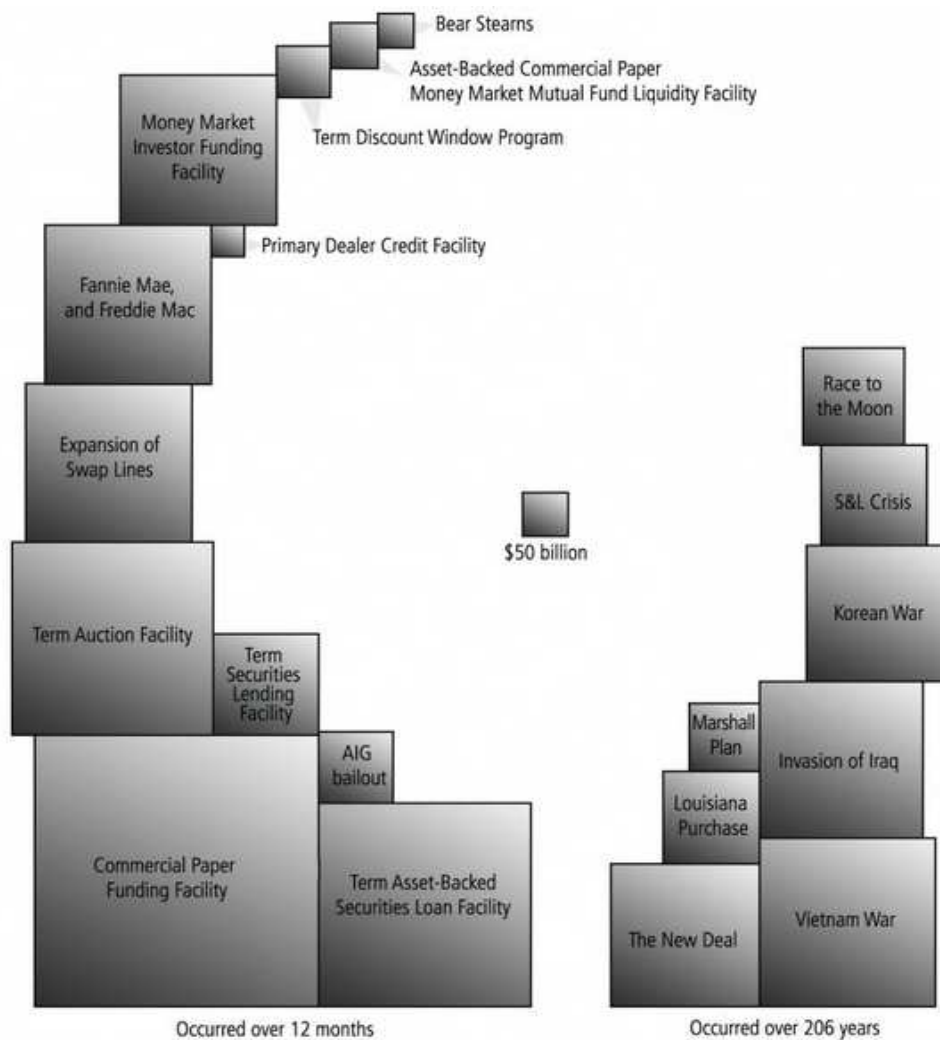 Bear Stearns
Asset-Backed Commercial Paper
Money Market Mutual Fund Liquidity Facility
Term Discount Window Program
Money Market
Investor Funding
Facility
Primary Dealer Credit Facility
Fannie Mae,
and Freddie Mac
Expansion of
Swap Lines
Term Auction Facility
Term
Securities
Lending
Facility
AIG
bailout
Commercial Paper
Funding Facility
Term Asset-Backed
Securities Loan Facility
Occurred over 12 months
$50 billion
Race to
the Moon
S&L Crisis
Korean War
Marshall
Plan
Invasion of Iraq
Louisiana
Purchase
The New Deal
Vietnam War
Occurred over 206 years